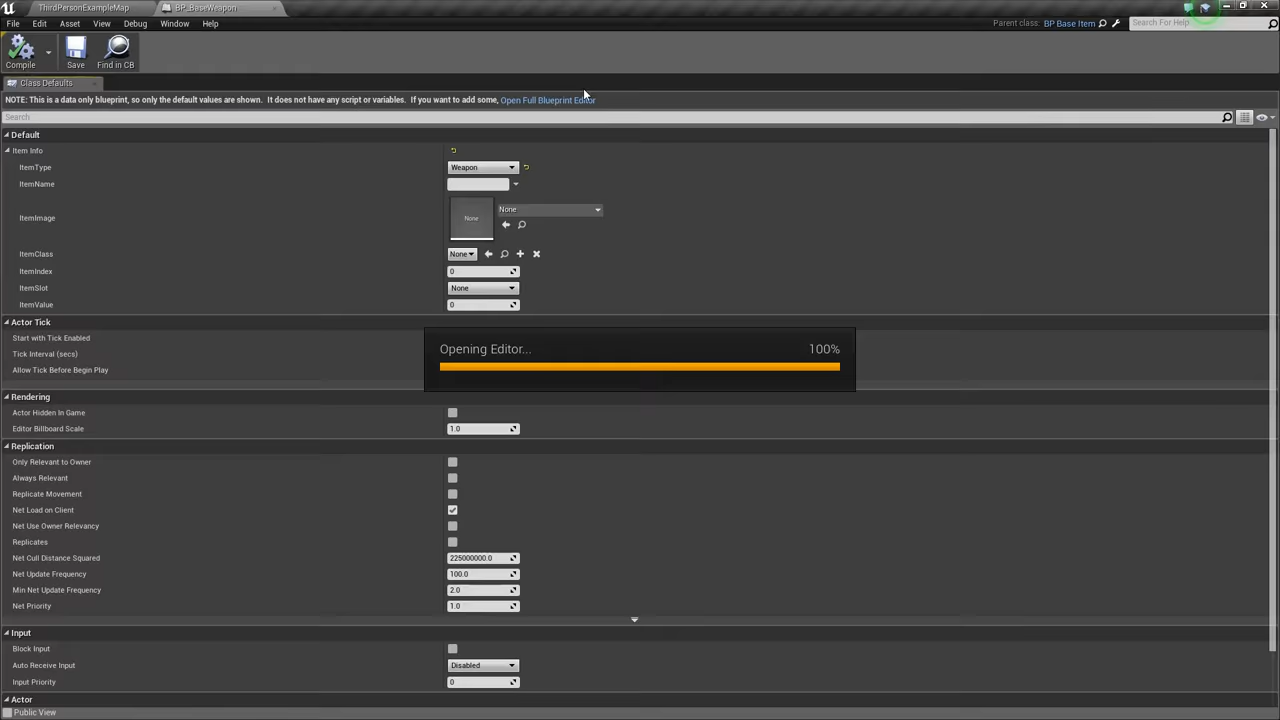 ThirdPersonExampleMap
BP_BaseWeapon
File Edit Asset View Debug Window Help
Parent class: BP Base Item
Search For Help
Compile
Save
Find in CB
Class Defaults
NOTE: This is a data only blueprint, so only the default values are shown. It does not have any script or variables. If you want to add some, Open Full Blueprint Editor
Search
Default
Item Info
ItemType Weapon
ItemName
ItemImage None None
ItemClass None
ItemIndex 0
ItemSlot None
ItemValue 0
Actor Tick
Start with Tick Enabled
Tick Interval (secs)
Allow Tick Before Begin Play
Opening Editor... 100%
Rendering
Actor Hidden In Game
Editor Billboard Scale 1.0
Replication
Only Relevant to Owner
Always Relevant
Replicate Movement
Net Load on Client
Net Use Owner Relevancy
Replicates
Net Cull Distance Squared 225000000.0
Net Update Frequency 100.0
Min Net Update Frequency 2.0
Net Priority 1.0
Input
Block Input
Auto Receive Input Disabled
Input Priority 0
Actor
Public View